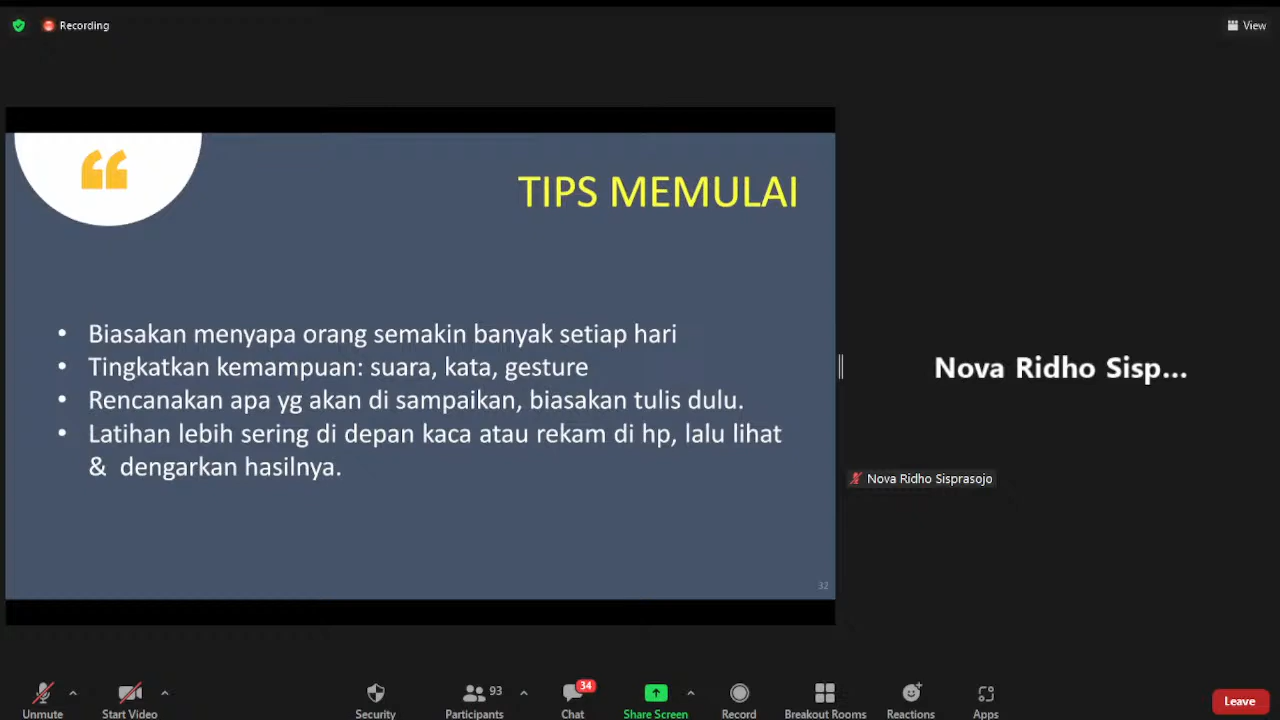 Recording
View
“
TIPS MEMULAI
• Biasakan menyapa orang semakin banyak setiap hari
• Tingkatkan kemampuan: suara, kata, gesture
• Rencanakan apa yg akan di sampaikan, biasakan tulis dulu.
• Latihan lebih sering di depan kaca atau rekam di hp, lalu lihat
& dengarkan hasilnya.
32
Nova Ridho Sisp...
Nova Ridho Sisprasojo
93
34
Unmute
Start Video
Security
Participants
Chat
Share Screen
Record
Breakout Rooms
Reactions
Apps
Leave